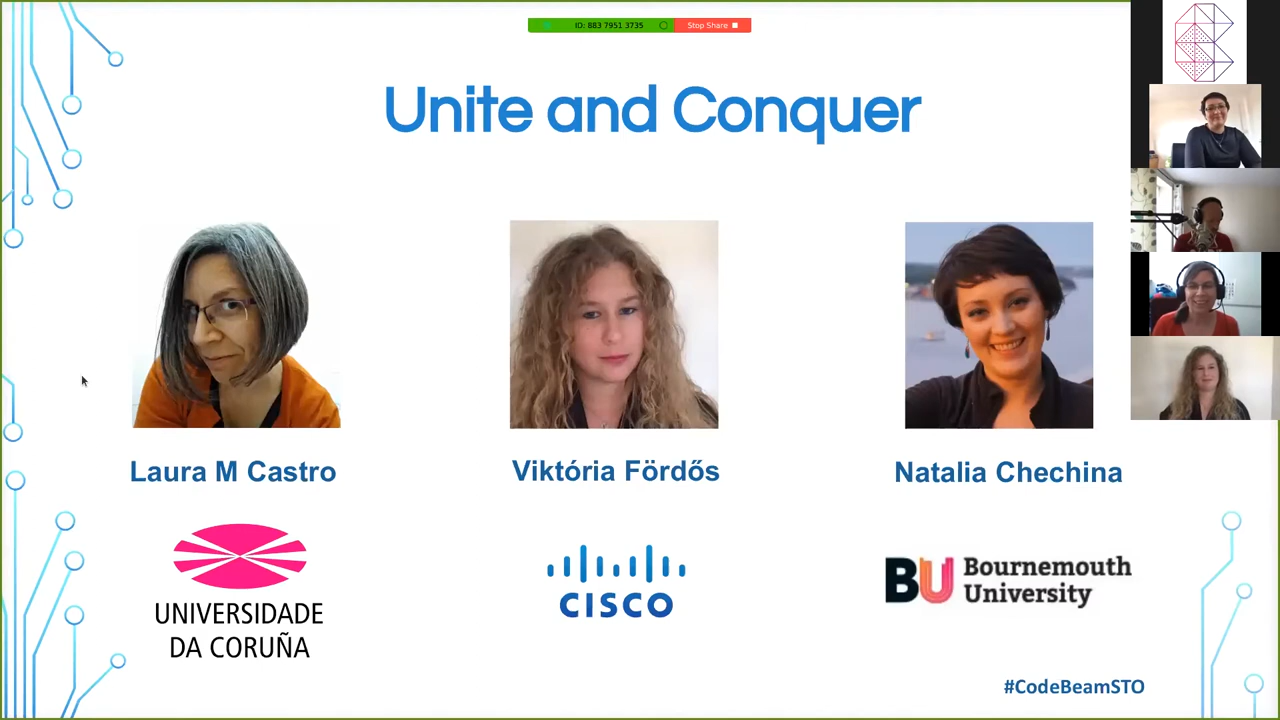 ID: 883 7951 3735
Stop Share
Unite and Conquer
Laura M Castro
Viktória Fördős
Natalia Chechina
UNIVERSIDADE
DA CORUÑA
CISCO
BU
Bournemouth
University
#CodeBeamSTO